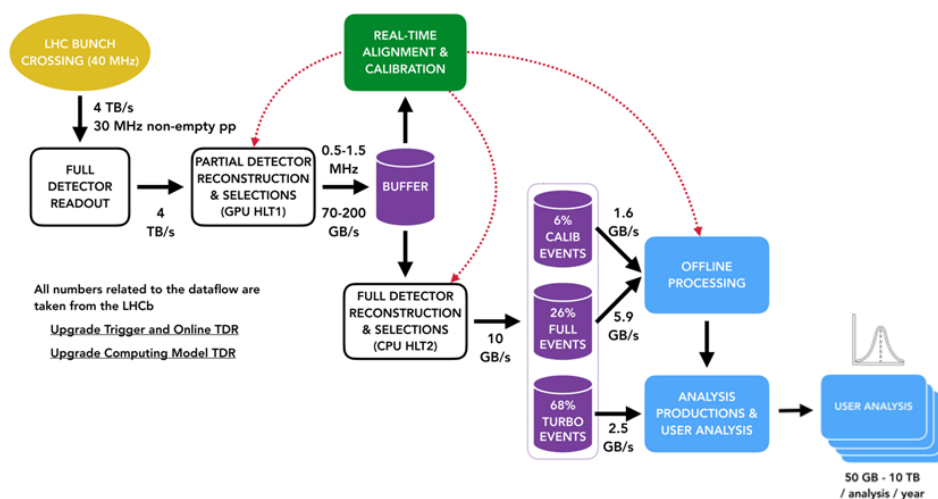 LHC BUNCH
CROSSING (40 MHz)
REAL-TIME
ALIGNMENT &
CALIBRATION
4 TB/s
30 MHz non-empty pp
FULL
DETECTOR
READOUT
4
TB/s
PARTIAL DETECTOR
RECONSTRUCTION
& SELECTIONS
(GPU HLT1)
0.5-1.5
MHz
70-200
GB/s
BUFFER
All numbers related to the dataflow are
taken from the LHCb
Upgrade Trigger and Online TDR
Upgrade Computing Model TDR
FULL DETECTOR
RECONSTRUCTION
& SELECTIONS
(CPU HLT2)
10
GB/s
6%
CALIB
EVENTS
1.6
GB/s
26%
FULL
EVENTS
5.9
GB/s
68%
TURBO
EVENTS
2.5
GB/s
OFFLINE
PROCESSING
ANALYSIS
PRODUCTIONS &
USER ANALYSIS
USER ANALYSIS
50 GB - 10 TB
/ analysis / year